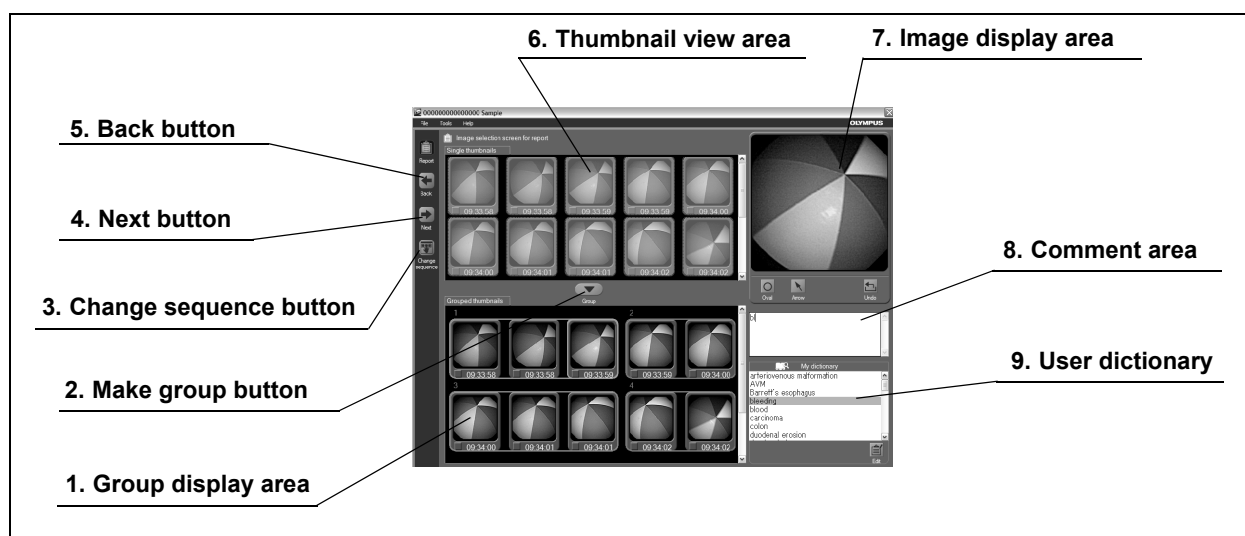 6. Thumbnail view area
7. Image display area
5. Back button
4. Next button
3. Change sequence button
2. Make group button
1. Group display area
8. Comment area
9. User dictionary
000000000000000C Sample
File Tools Help
OLYMPUS
Image selection screen for report
Single thumbnails
Report
Back
Next
Change
sequence
09:33:58 09:33:58 09:33:59 09:33:59 09:34:00
09:34:00 09:34:01 09:34:01 09:34:02 09:34:02
Group
Grouped thumbnails
1 2
09:33:58 09:33:58 09:33:59 09:33:59 09:34:00
3 4
09:34:00 09:34:01 09:34:01 09:34:02 09:34:02
Oval Arrow Undo
bl
My dictionary
arteriovenous malformation
AVM
Barrett's esophagus
bleeding
blood
carcinoma
colon
duodenal erosion
Edit